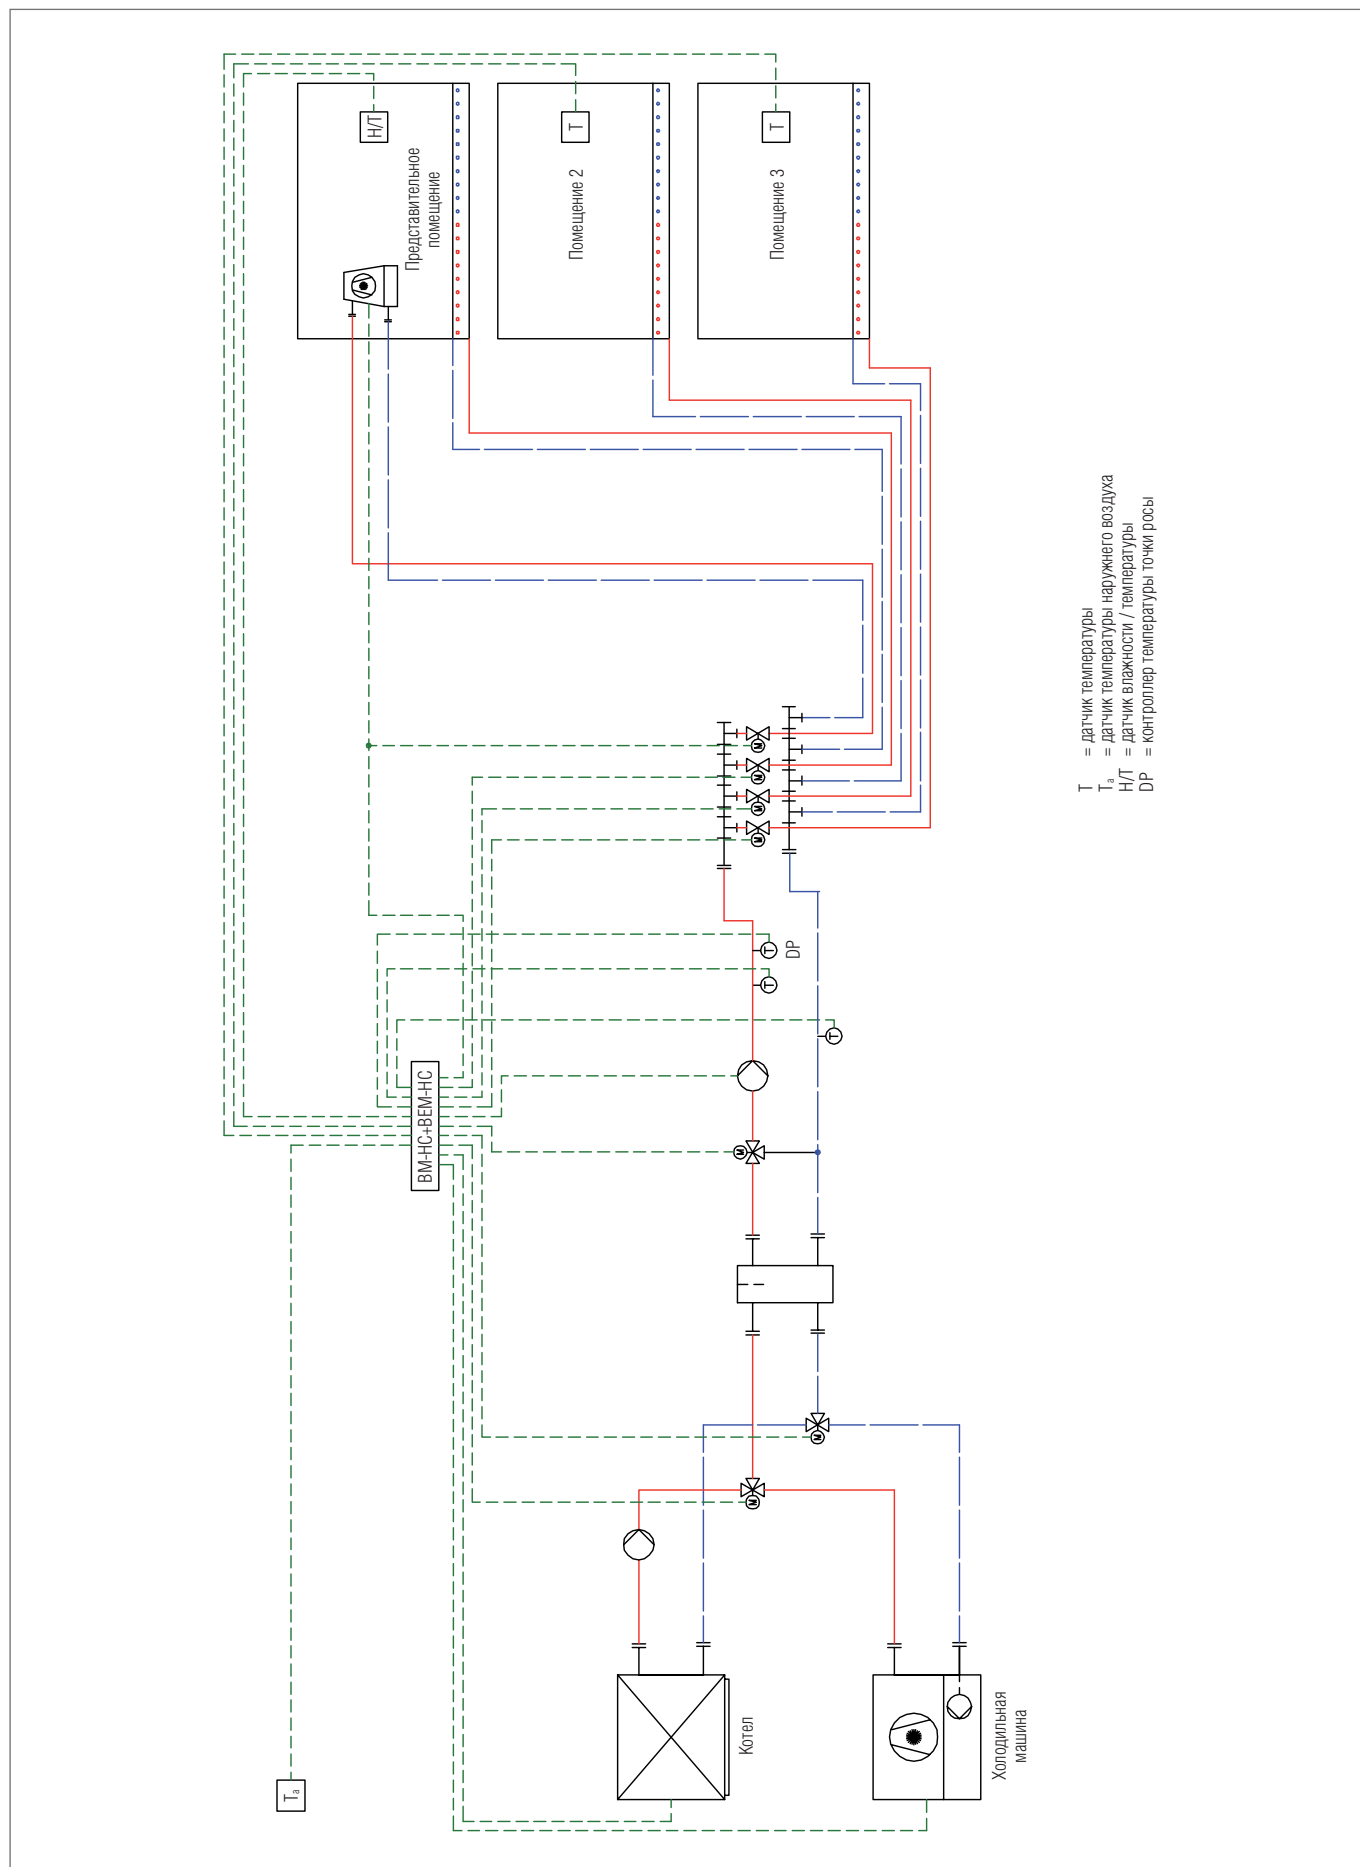 H/T
T
T
Представительное
помещение
Помещение 2
Помещение 3
M
M
M
M
T
DP
T
T
BM-HC+BEM-HC
M
M
M
Котел
Холодильная
машина
Tₐ
T = датчик температуры
Tₐ = датчик температуры наружнего воздуха
H/T = датчик влажности / температуры
DP = контроллер температуры точки росы